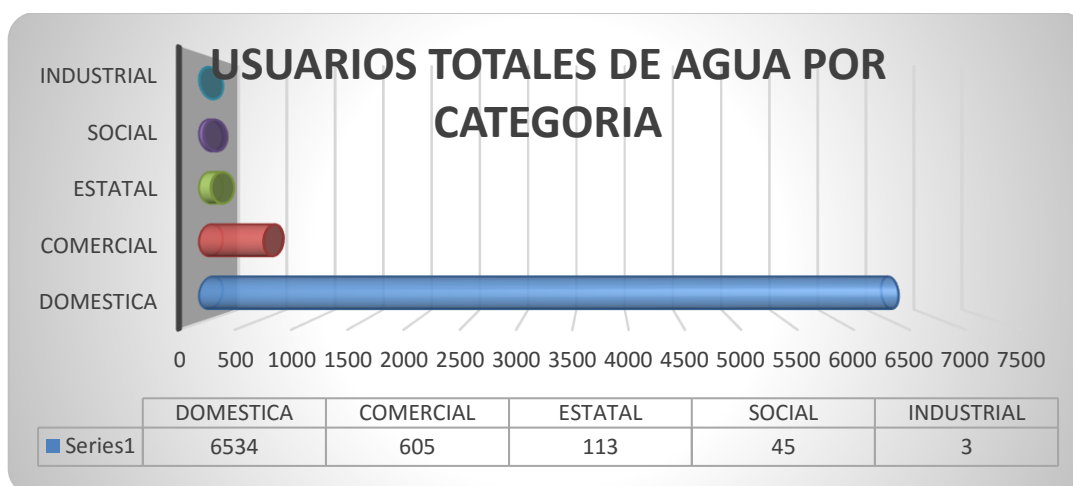 USUARIOS TOTALES DE AGUA POR
CATEGORIA
INDUSTRIAL
SOCIAL
ESTATAL
COMERCIAL
DOMESTICA
0 500 1000 1500 2000 2500 3000 3500 4000 4500 5000 5500 6000 6500 7000 7500
DOMESTICA COMERCIAL ESTATAL SOCIAL INDUSTRIAL
Series1 6534 605 113 45 3